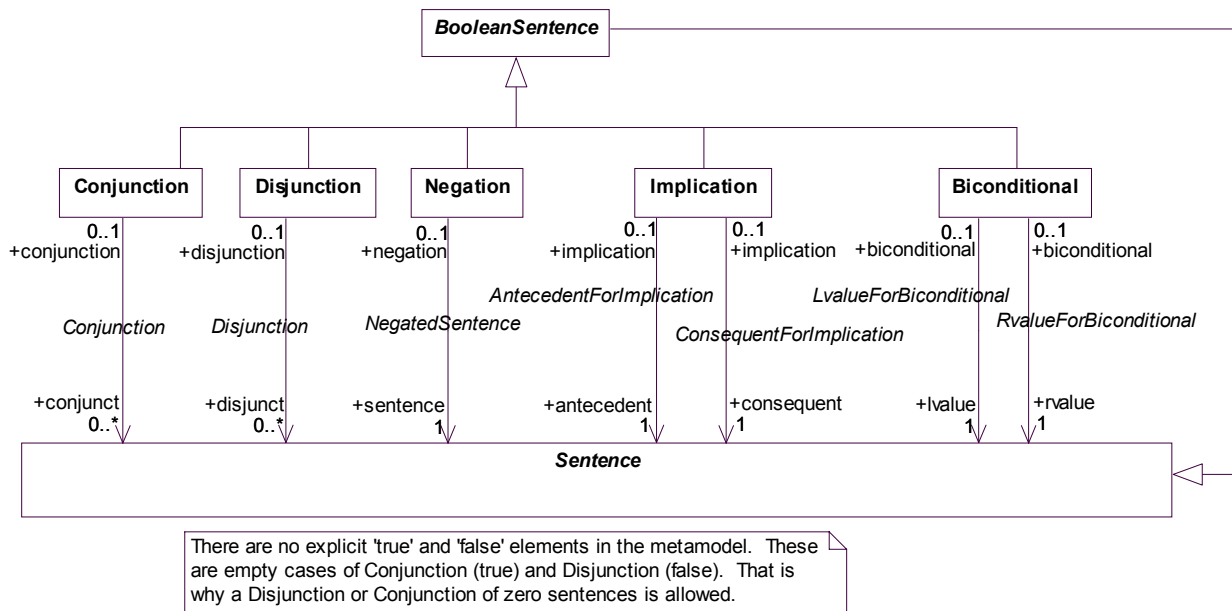 BooleanSentence
Conjunction Disjunction Negation Implication Biconditional
0..1 0..1 0..1 0..1 0..1 0..1 0..1
+conjunction +disjunction +negation +implication +implication +biconditional +biconditional
AntecedentForImplication LvalueForBiconditional
Conjunction Disjunction NegatedSentence ConsequentForImplication RvalueForBiconditional
+conjunct +disjunct +sentence +antecedent +consequent +lvalue +rvalue
0..* 0..* 1 1 1 1 1
Sentence
There are no explicit 'true' and 'false' elements in the metamodel. These
are empty cases of Conjunction (true) and Disjunction (false). That is
why a Disjunction or Conjunction of zero sentences is allowed.